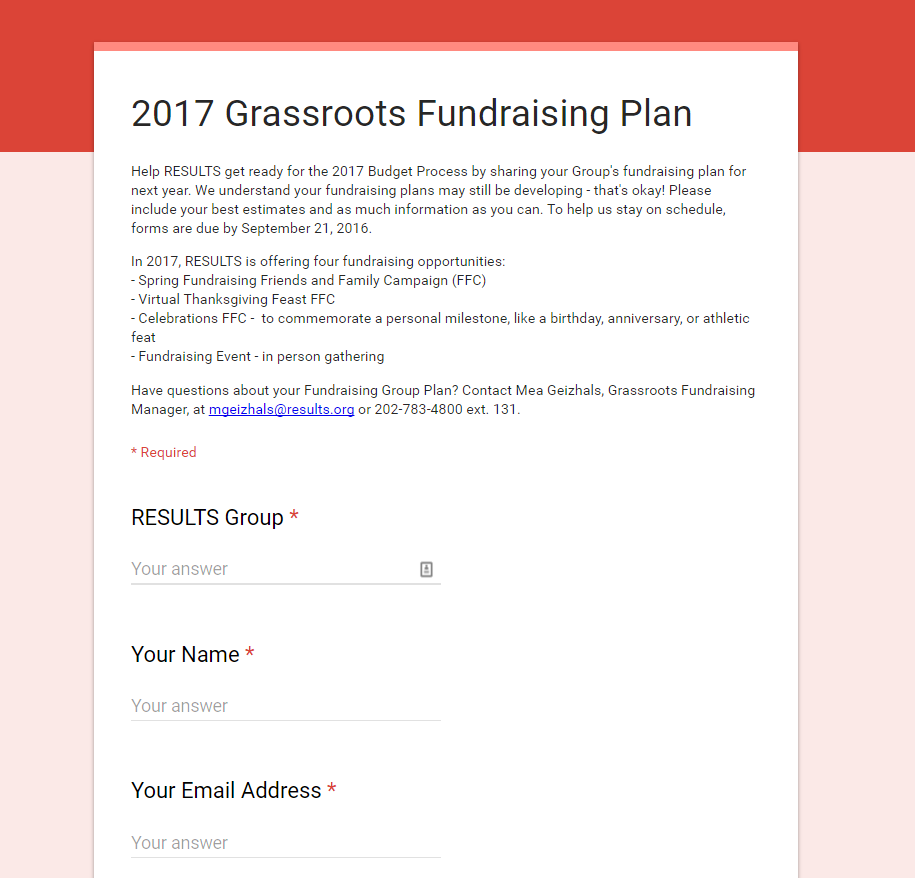 2017 Grassroots Fundraising Plan
Help RESULTS get ready for the 2017 Budget Process by sharing your Group's fundraising plan for
next year. We understand your fundraising plans may still be developing - that's okay! Please
include your best estimates and as much information as you can. To help us stay on schedule,
forms are due by September 21, 2016.
In 2017, RESULTS is offering four fundraising opportunities:
- Spring Fundraising Friends and Family Campaign (FFC)
- Virtual Thanksgiving Feast FFC
- Celebrations FFC -  to commemorate a personal milestone, like a birthday, anniversary, or athletic
feat
- Fundraising Event - in person gathering
Have questions about your Fundraising Group Plan? Contact Mea Geizhals, Grassroots Fundraising
Manager, at mgeizhals@results.org or 202-783-4800 ext. 131.
* Required
RESULTS Group *
Your answer
Your Name *
Your answer
Your Email Address *
Your answer